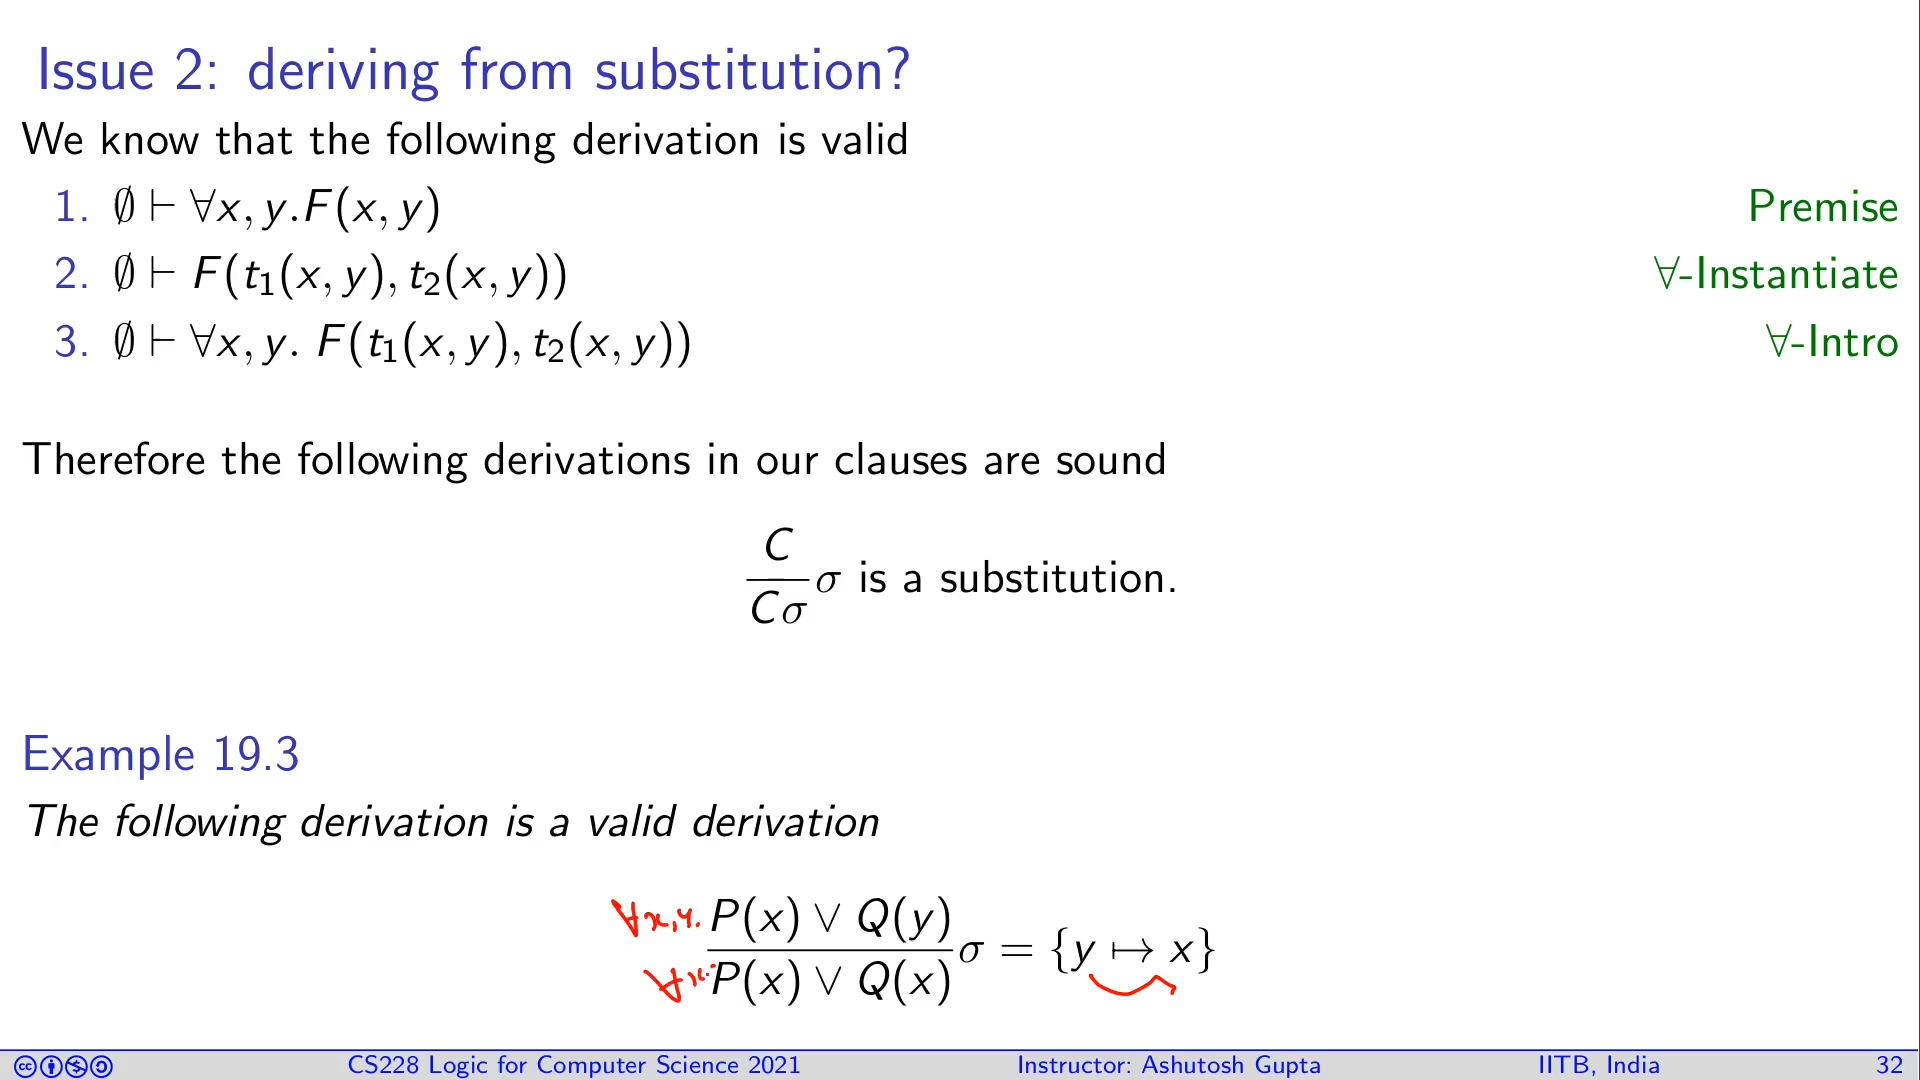 Issue 2: deriving from substitution?
We know that the following derivation is valid
1. ∅ ⊢ ∀x, y.F(x, y) Premise
2. ∅ ⊢ F(t₁(x, y), t₂(x, y)) ∀-Instantiate
3. ∅ ⊢ ∀x, y. F(t₁(x, y), t₂(x, y)) ∀-Intro
Therefore the following derivations in our clauses are sound
C
σ is a substitution.
Cσ
Example 19.3
The following derivation is a valid derivation
∀x,y. P(x) ∨ Q(y)
σ = {y ↦ x}
∀x. P(x) ∨ Q(x)
CS228 Logic for Computer Science 2021 Instructor: Ashutosh Gupta IITB, India 32